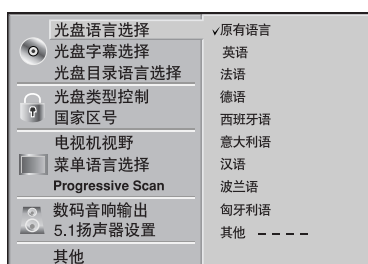 光盘语言选择
光盘字幕选择
光盘目录语言选择
光盘类型控制
国家区号
电视机视野
菜单语言选择
Progressive Scan
数码音响输出
5.1扬声器设置
其他
✓原有语言
英语
法语
德语
西班牙语
意大利语
汉语
波兰语
匈牙利语
其他 – – – –